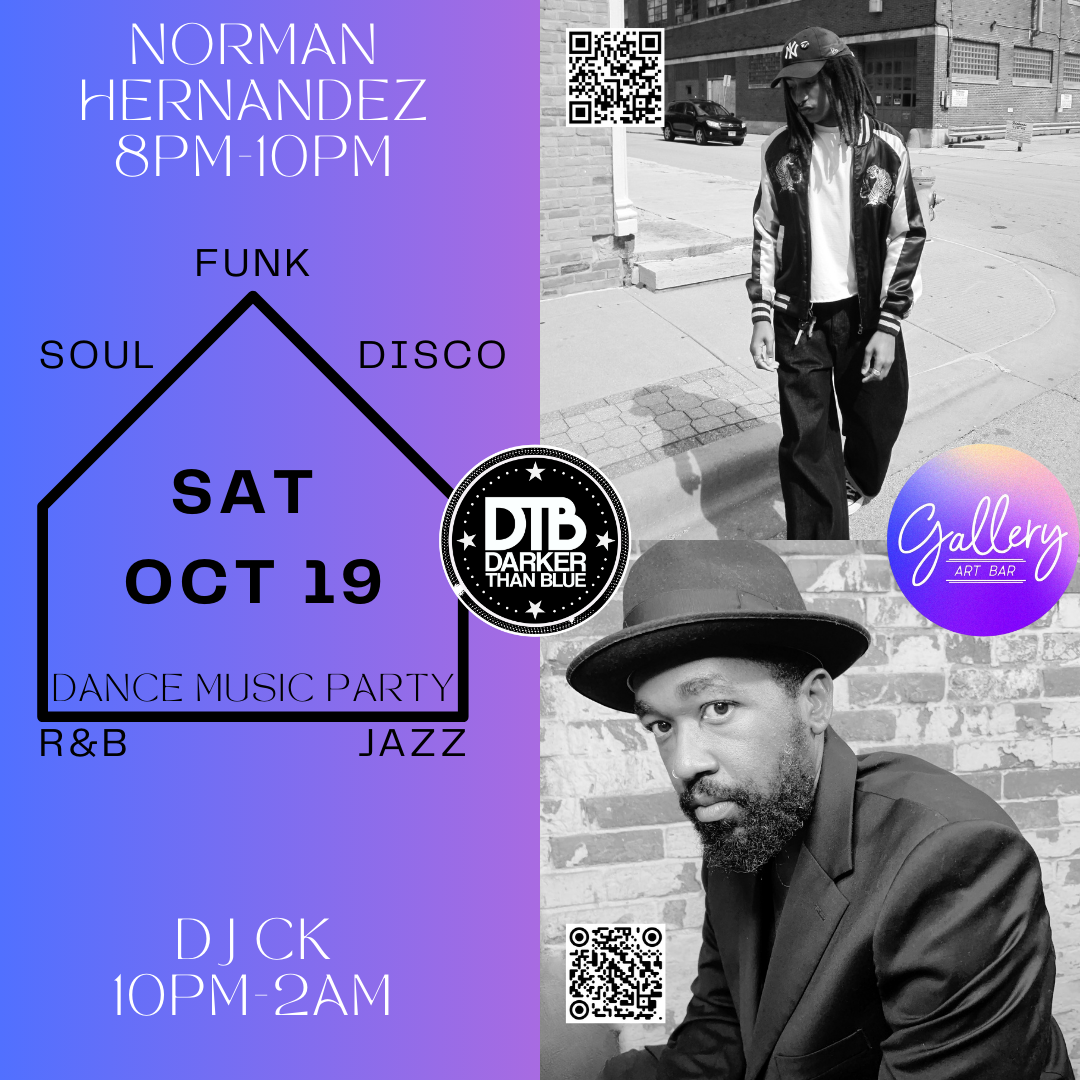 NORMAN
HERNANDEZ
8PM-10PM
FUNK
SOUL
DISCO
SAT
OCT 19
DANCE MUSIC PARTY
R&B
JAZZ
DJ CK
10PM-2AM
NY
DTB
DARKER
THAN BLUE
Gallery
ART BAR